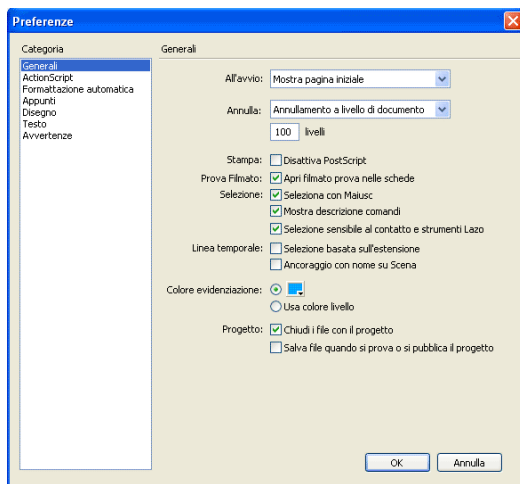 Preferenze
Categoria
Generali
ActionScript
Formattazione automatica
Appunti
Disegno
Testo
Avvertenze
Generali
All'avvio: Mostra pagina iniziale
Annulla: Annullamento a livello di documento
100 livelli
Stampa: Disattiva PostScript
Prova Filmato: Apri filmato prova nelle schede
Selezione: Seleziona con Maiusc
Mostra descrizione comandi
Selezione sensibile al contatto e strumenti Lazo
Linea temporale: Selezione basata sull'estensione
Ancoraggio con nome su Scena
Colore evidenziazione:
Usa colore livello
Progetto: Chiudi i file con il progetto
Salva file quando si prova o si pubblica il progetto
OK Annulla